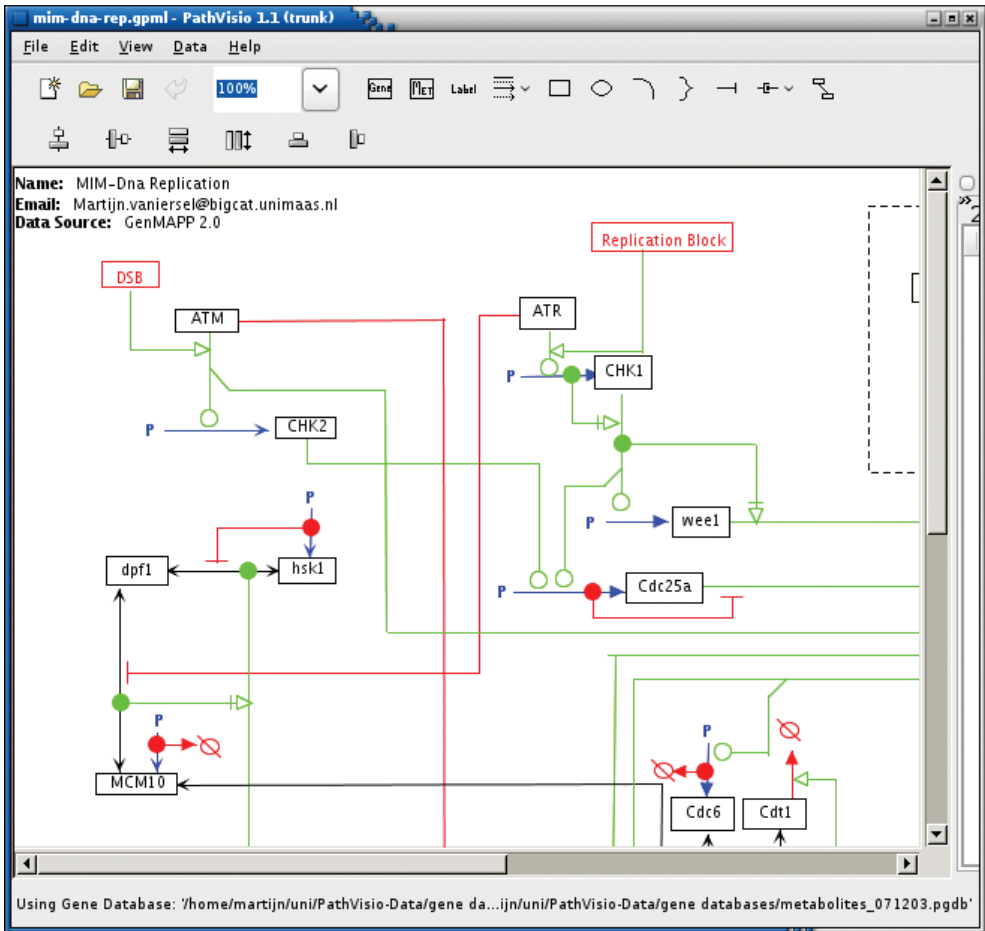 mim-dna-rep.gpml - PathVisio 1.1 (trunk)
File Edit View Data Help
100%
Gene MET Label
Name: MIM-Dna Replication
Email: Martijn.vaniersel@bigcat.unimaas.nl
Data Source: GenMAPP 2.0
2
Replication Block
DSB
ATM
ATR
P
CHK1
P
CHK2
P
P
wee1
dpf1
hsk1
P
Cdc25a
P
P
MCM10
Cdc6
Cdt1
Using Gene Database: '/home/martijn/uni/PathVisio-Data/gene da...ijn/uni/PathVisio-Data/gene databases/metabolites_071203.pgdb'